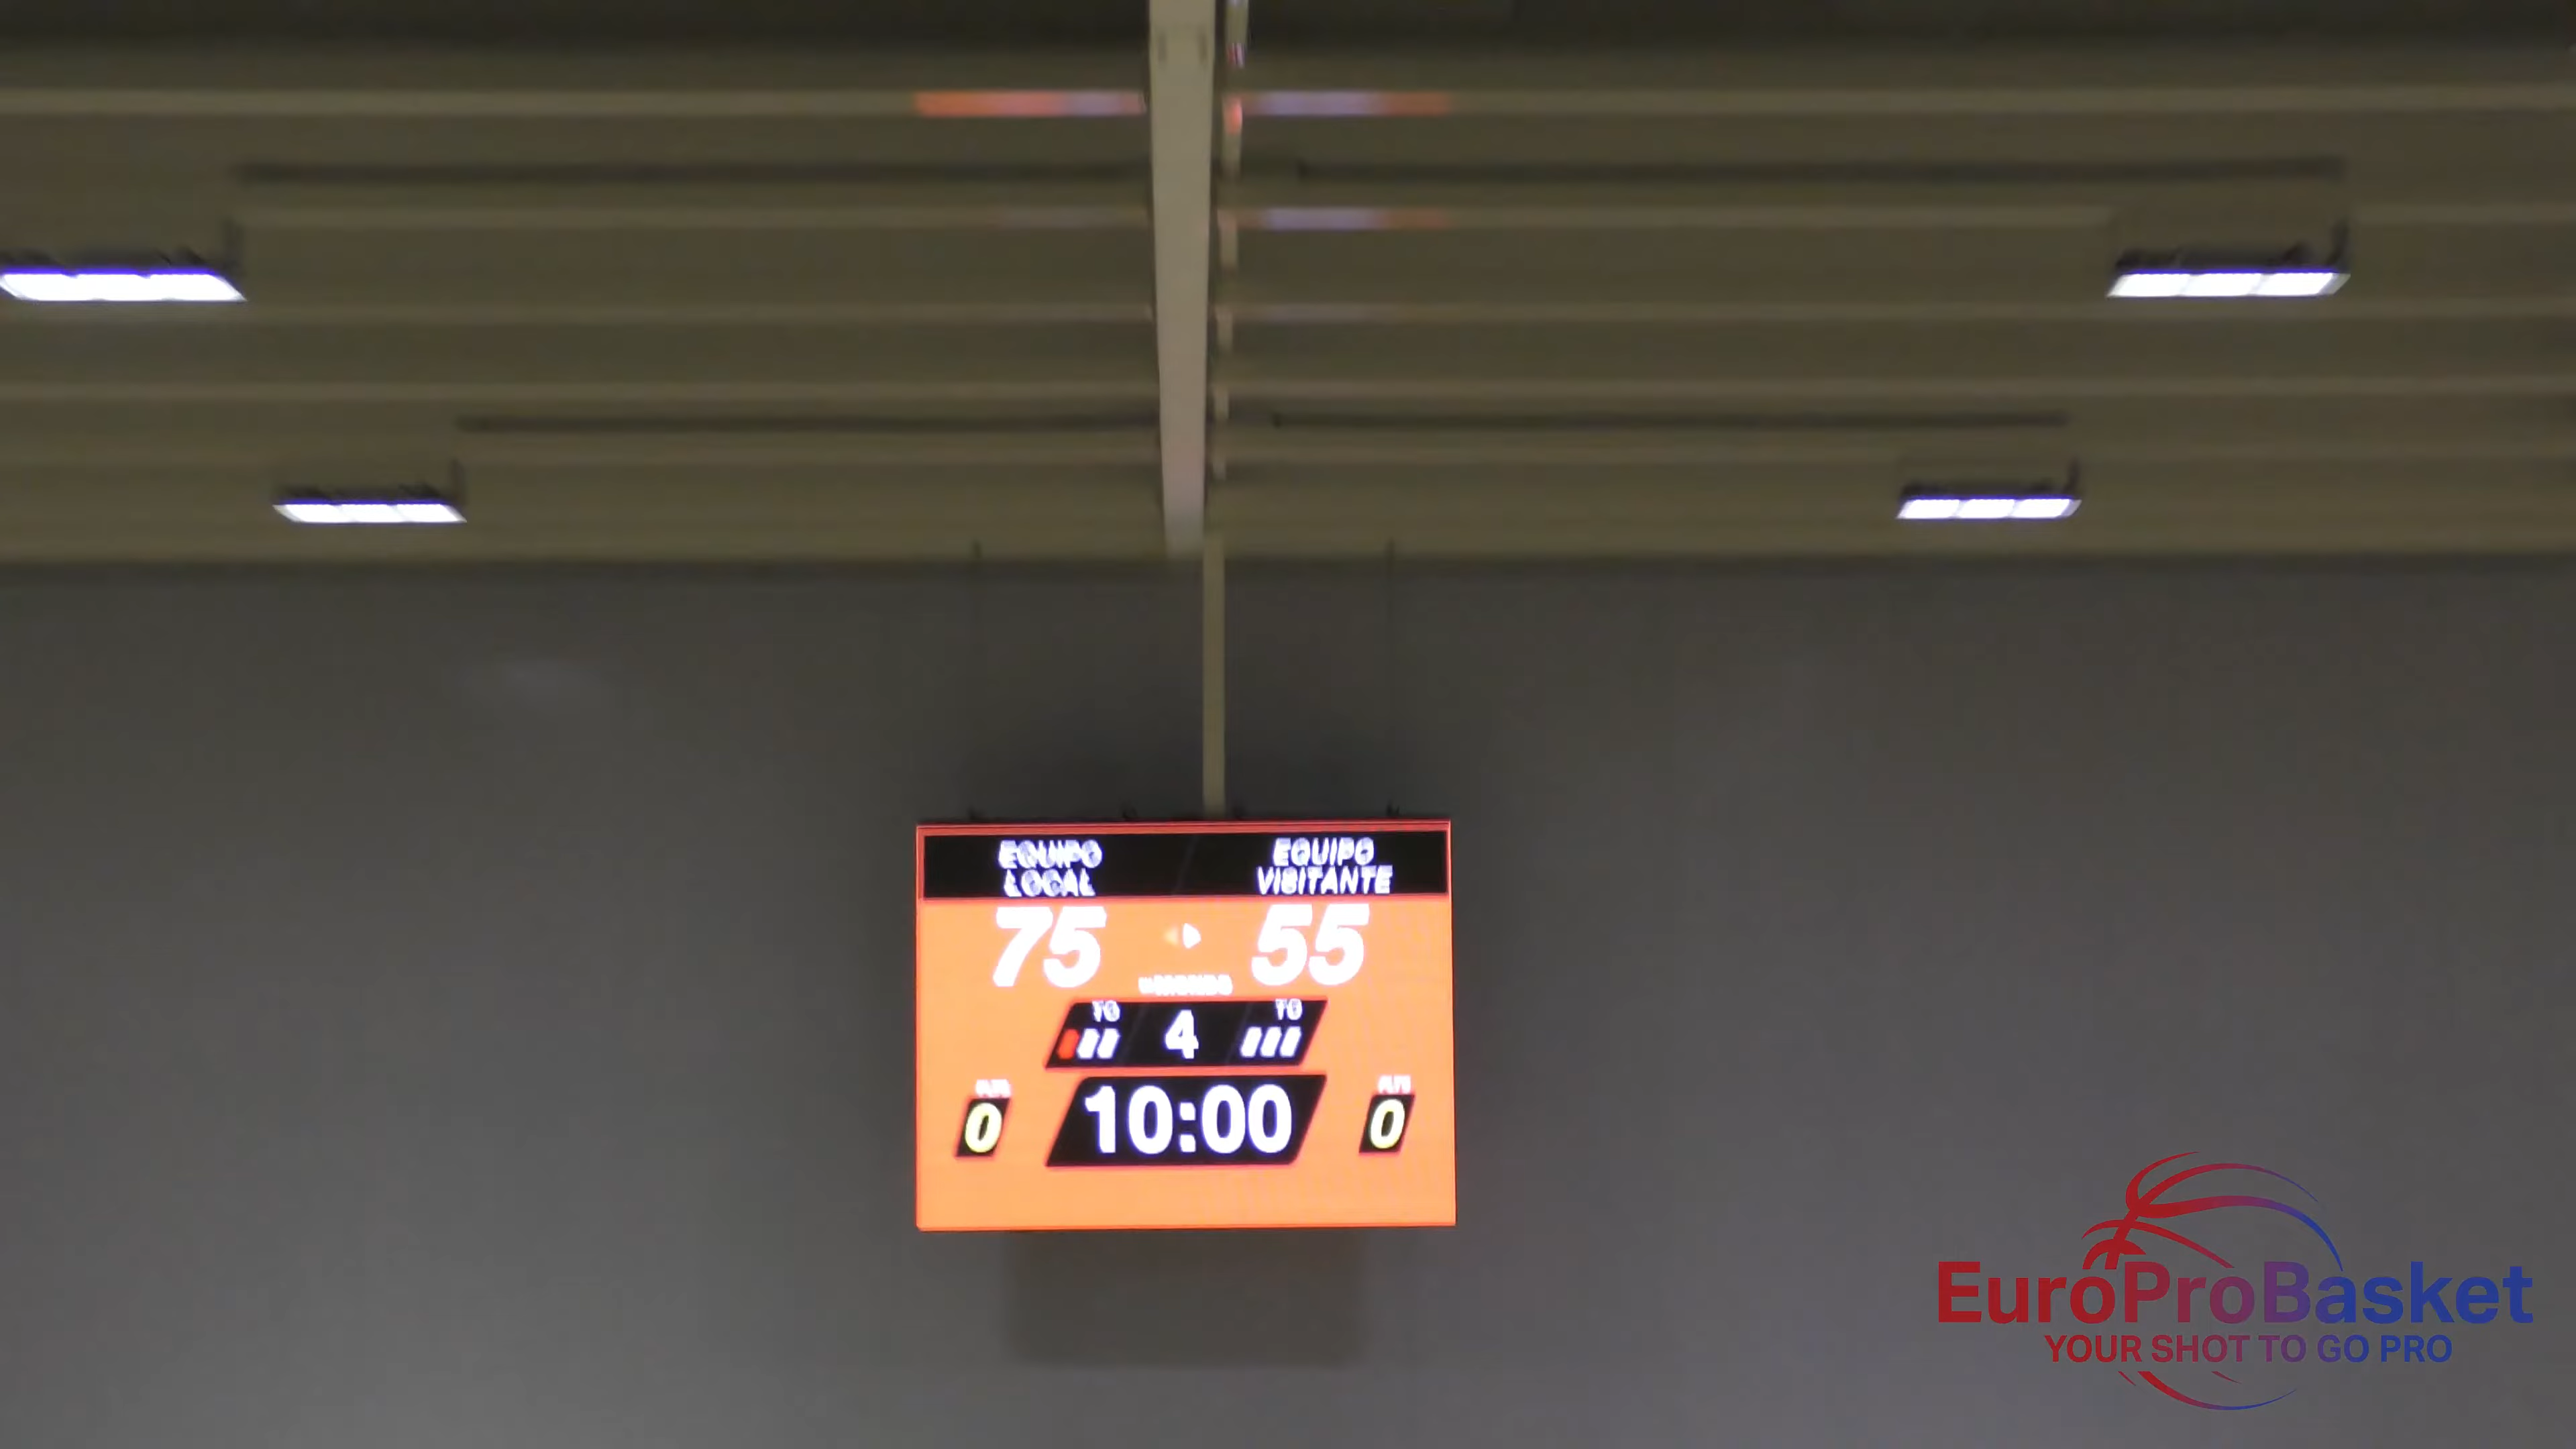 EQUIPO LOCAL
EQUIPO VISITANTE
75 55
TO 4 TO
10:00
0 0
EuroProBasket
YOUR SHOT TO GO PRO